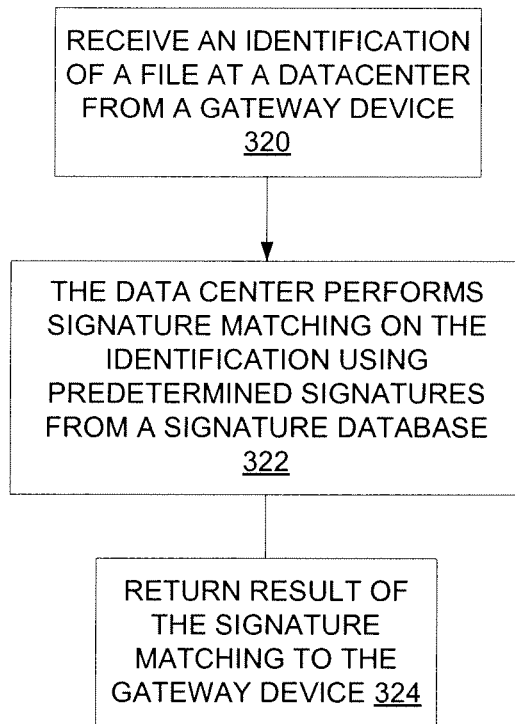 RECEIVE AN IDENTIFICATION
OF A FILE AT A DATACENTER
FROM A GATEWAY DEVICE
320
THE DATA CENTER PERFORMS
SIGNATURE MATCHING ON THE
IDENTIFICATION USING
PREDETERMINED SIGNATURES
FROM A SIGNATURE DATABASE
322
RETURN RESULT OF
THE SIGNATURE
MATCHING TO THE
GATEWAY DEVICE 324